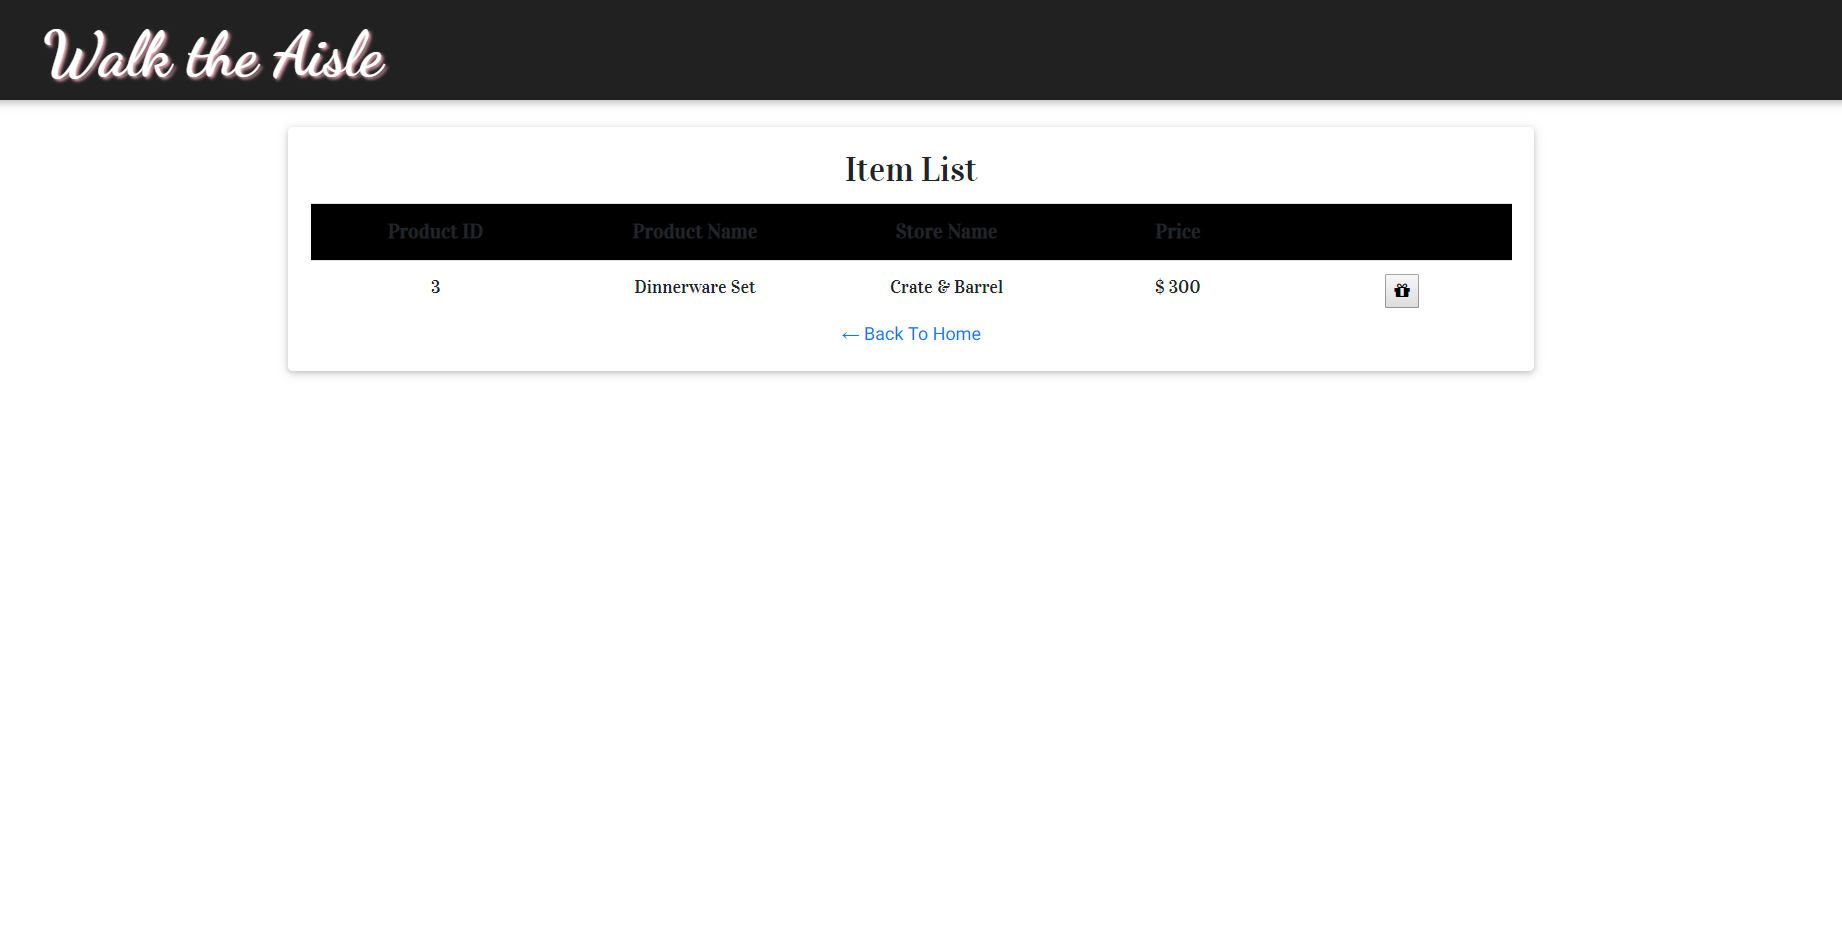 Walk the Aisle
Item List
Product ID Product Name Store Name Price
3 Dinnerware Set Crate & Barrel $ 300
← Back To Home